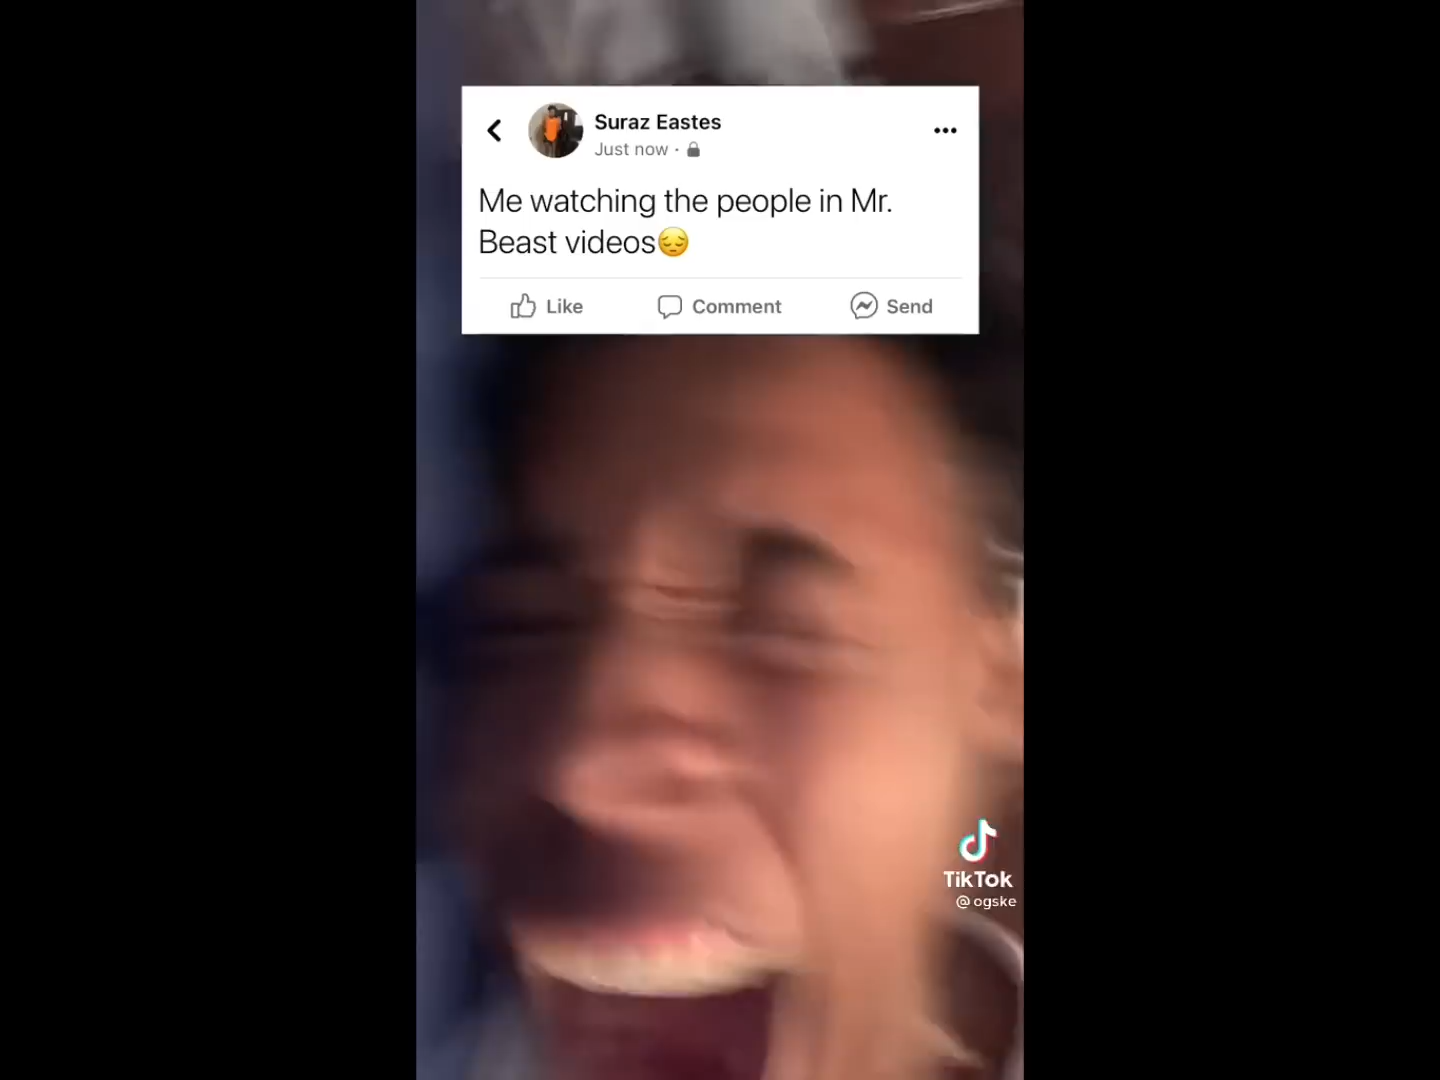 Suraz Eastes
Just now ·
Me watching the people in Mr.
Beast videos😔
Like Comment Send
TikTok
@ogske